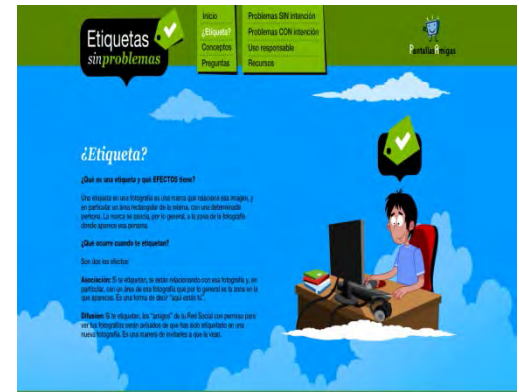 Etiquetas
sinproblemas
Inicio
¿Etiqueta?
Conceptos
Preguntas
Problemas SIN intención
Problemas CON intención
Uso responsable
Recursos
PantallasAmigas
¿Etiqueta?
¿Qué es una etiqueta y qué EFECTOS tiene?
Una etiqueta en una fotografía es una marca que relaciona esa imagen, y
en particular un área rectangular de la misma, con una determinada
persona. La marca se asocia, por lo general, a la zona de la fotografía
donde aparece esa persona.
¿Qué ocurre cuando te etiquetan?
Son dos los efectos:
Asociación: Si te etiquetan, te están relacionando con esa fotografía y, en
particular, con un área de esa fotografía que por lo general es la zona en la
que apareces. Es una forma de decir "aquí estás tú".
Difusión: Si te etiquetan, los "amigos" de tu Red Social con permiso para
ver tus fotografías serán avisados de que has sido etiquetado en una
nueva fotografía. Es una manera de invitarles a que la vean.